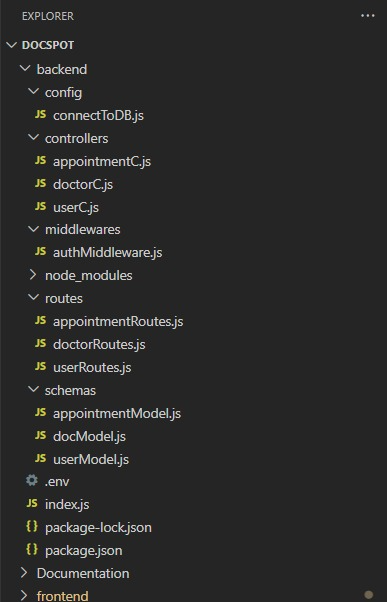 EXPLORER
DOCSPOT
backend
config
JS connectToDB.js
controllers
JS appointmentC.js
JS doctorC.js
JS userC.js
middlewares
JS authMiddleware.js
node_modules
routes
JS appointmentRoutes.js
JS doctorRoutes.js
JS userRoutes.js
schemas
JS appointmentModel.js
JS docModel.js
JS userModel.js
.env
JS index.js
{} package-lock.json
{} package.json
Documentation
frontend